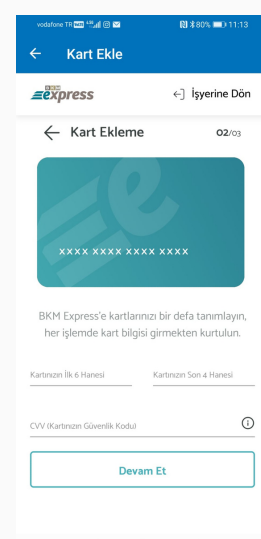 vodafone TR
%80 11:13
Kart Ekle
BKM express
İşyerine Dön
Kart Ekleme
02/03
xxxx xxxx xxxx xxxx
BKM Express'e kartlarınızı bir defa tanımlayın,
her işlemde kart bilgisi girmekten kurtulun.
Kartınızın İlk 6 Hanesi
Kartınızın Son 4 Hanesi
CVV (Kartınızın Güvenlik Kodu)
Devam Et